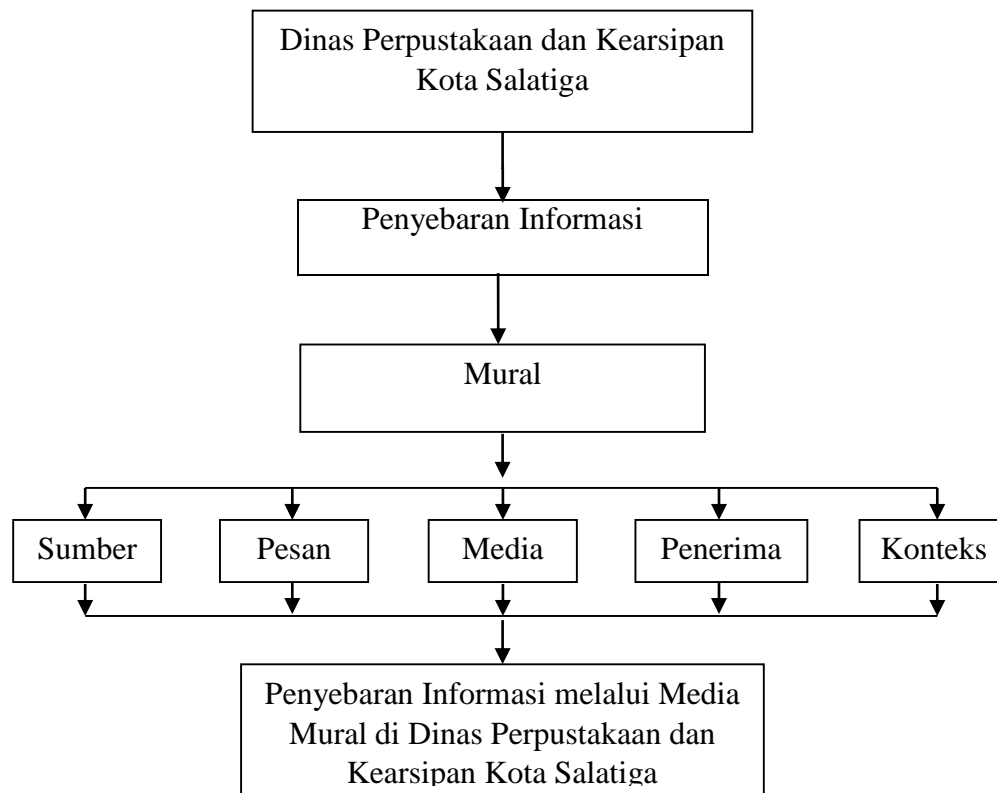 Dinas Perpustakaan dan Kearsipan
Kota Salatiga
Penyebaran Informasi
Mural
Sumber
Pesan
Media
Penerima
Konteks
Penyebaran Informasi melalui Media
Mural di Dinas Perpustakaan dan
Kearsipan Kota Salatiga